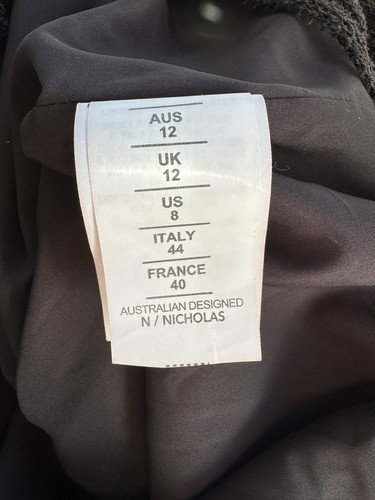 AUS
12
UK
12
US
8
ITALY
44
FRANCE
40
AUSTRALIAN DESIGNED
N / NICHOLAS